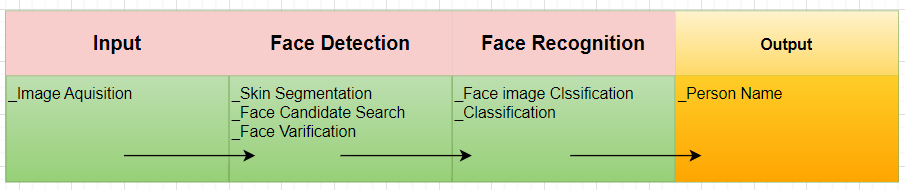 Input
Face Detection
Face Recognition
Output
_Image Aquisition
_Skin Segmentation
_Face Candidate Search
_Face Varification
_Face image Clssification
_Classification
_Person Name